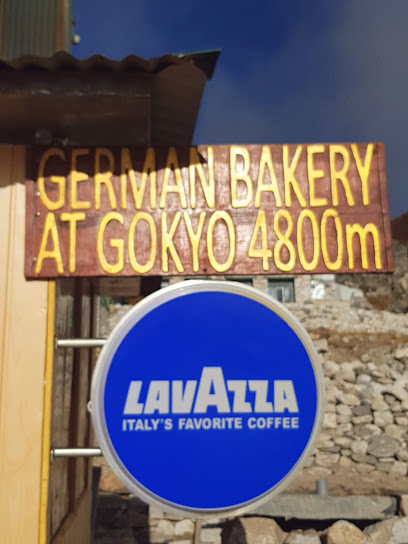 GERMAN BAKERY
AT GOKYO 4800m
LAVAZZA
ITALY'S FAVORITE COFFEE